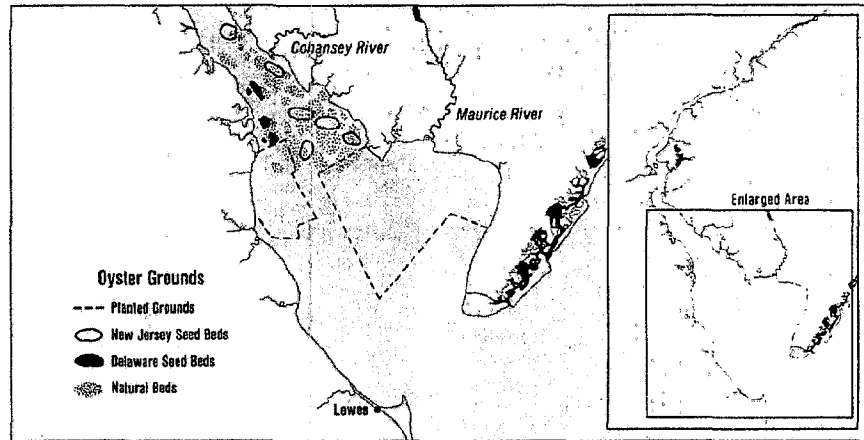 Cohansey River
Maurice River
Enlarged Area
Oyster Grounds
Planted Grounds
New Jersey Seed Beds
Delaware Seed Beds
Natural Beds
Lewes